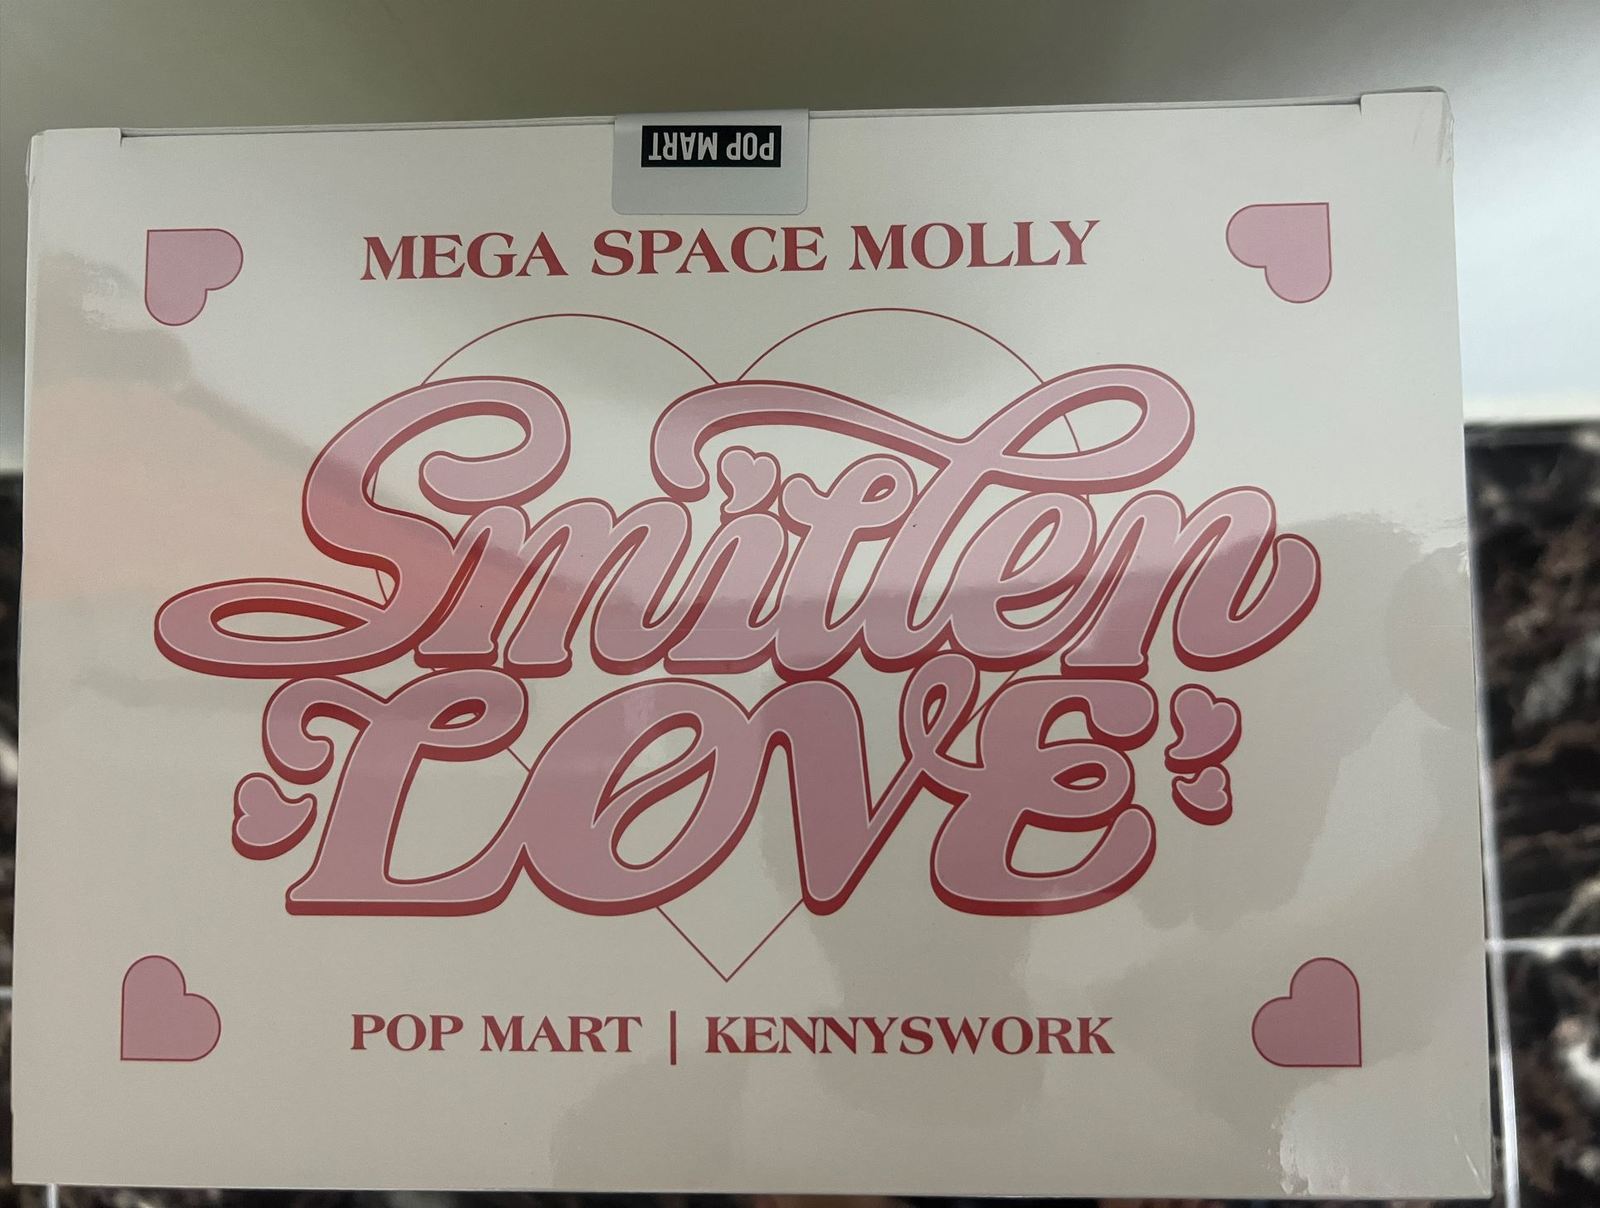 POP MART
MEGA SPACE MOLLY
Smitten
LOVE
POP MART | KENNYSWORK